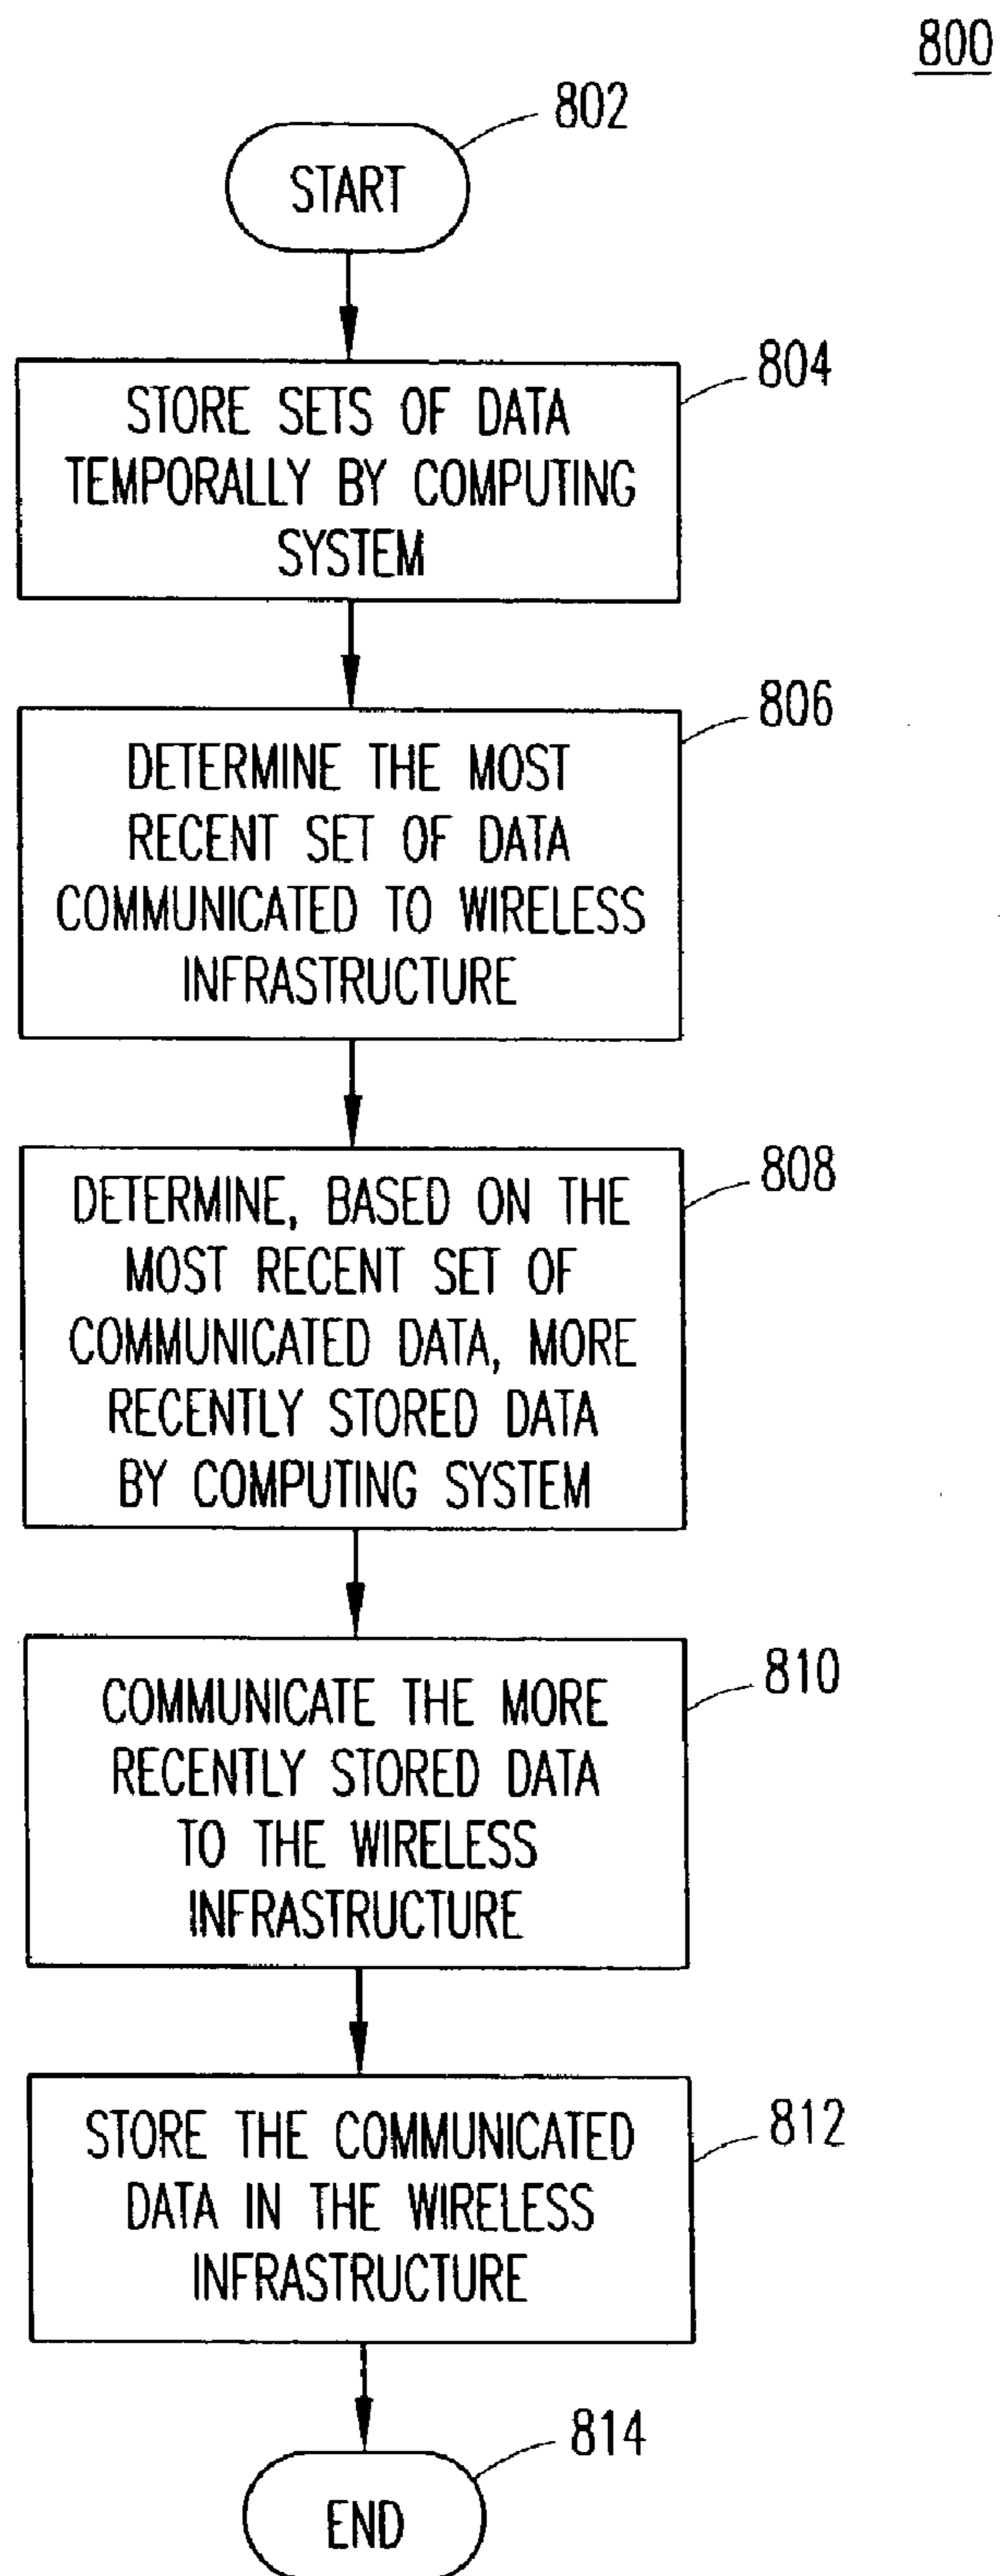 800
802
START
804
STORE SETS OF DATA
TEMPORALLY BY COMPUTING
SYSTEM
806
DETERMINE THE MOST
RECENT SET OF DATA
COMMUNICATED TO WIRELESS
INFRASTRUCTURE
808
DETERMINE, BASED ON THE
MOST RECENT SET OF
COMMUNICATED DATA, MORE
RECENTLY STORED DATA
BY COMPUTING SYSTEM
810
COMMUNICATE THE MORE
RECENTLY STORED DATA
TO THE WIRELESS
INFRASTRUCTURE
812
STORE THE COMMUNICATED
DATA IN THE WIRELESS
INFRASTRUCTURE
814
END